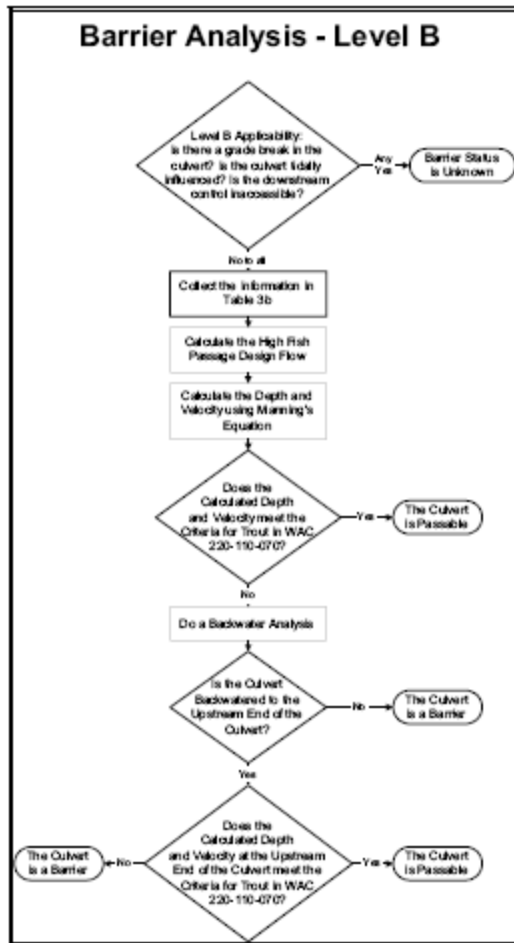 Barrier Analysis - Level B
Level B Applicability:
Is there a grade break in the
culvert? Is the culvert tidally
influenced? Is the downstream
control inaccessible?
Any
Yes
Barrier Status
is Unknown
No to all
Collect the information in
Table 3b
Calculate the High Fish
Passage Design Flow
Calculate the Depth and
Velocity using Manning's
Equation
Does the
Calculated Depth
and Velocity meet the
Criteria for Trout in WAC
220-110-070?
Yes
The Culvert
is Passable
No
Do a Backwater Analysis
Is the Culvert
Backwatered to the
Upstream End of the
Culvert?
No
The Culvert
is a Barrier
Yes
Does the
Calculated Depth
and Velocity at the Upstream
End of the Culvert meet the
Criteria for Trout in WAC
220-110-070?
No
The Culvert
is a Barrier
Yes
The Culvert
is Passable